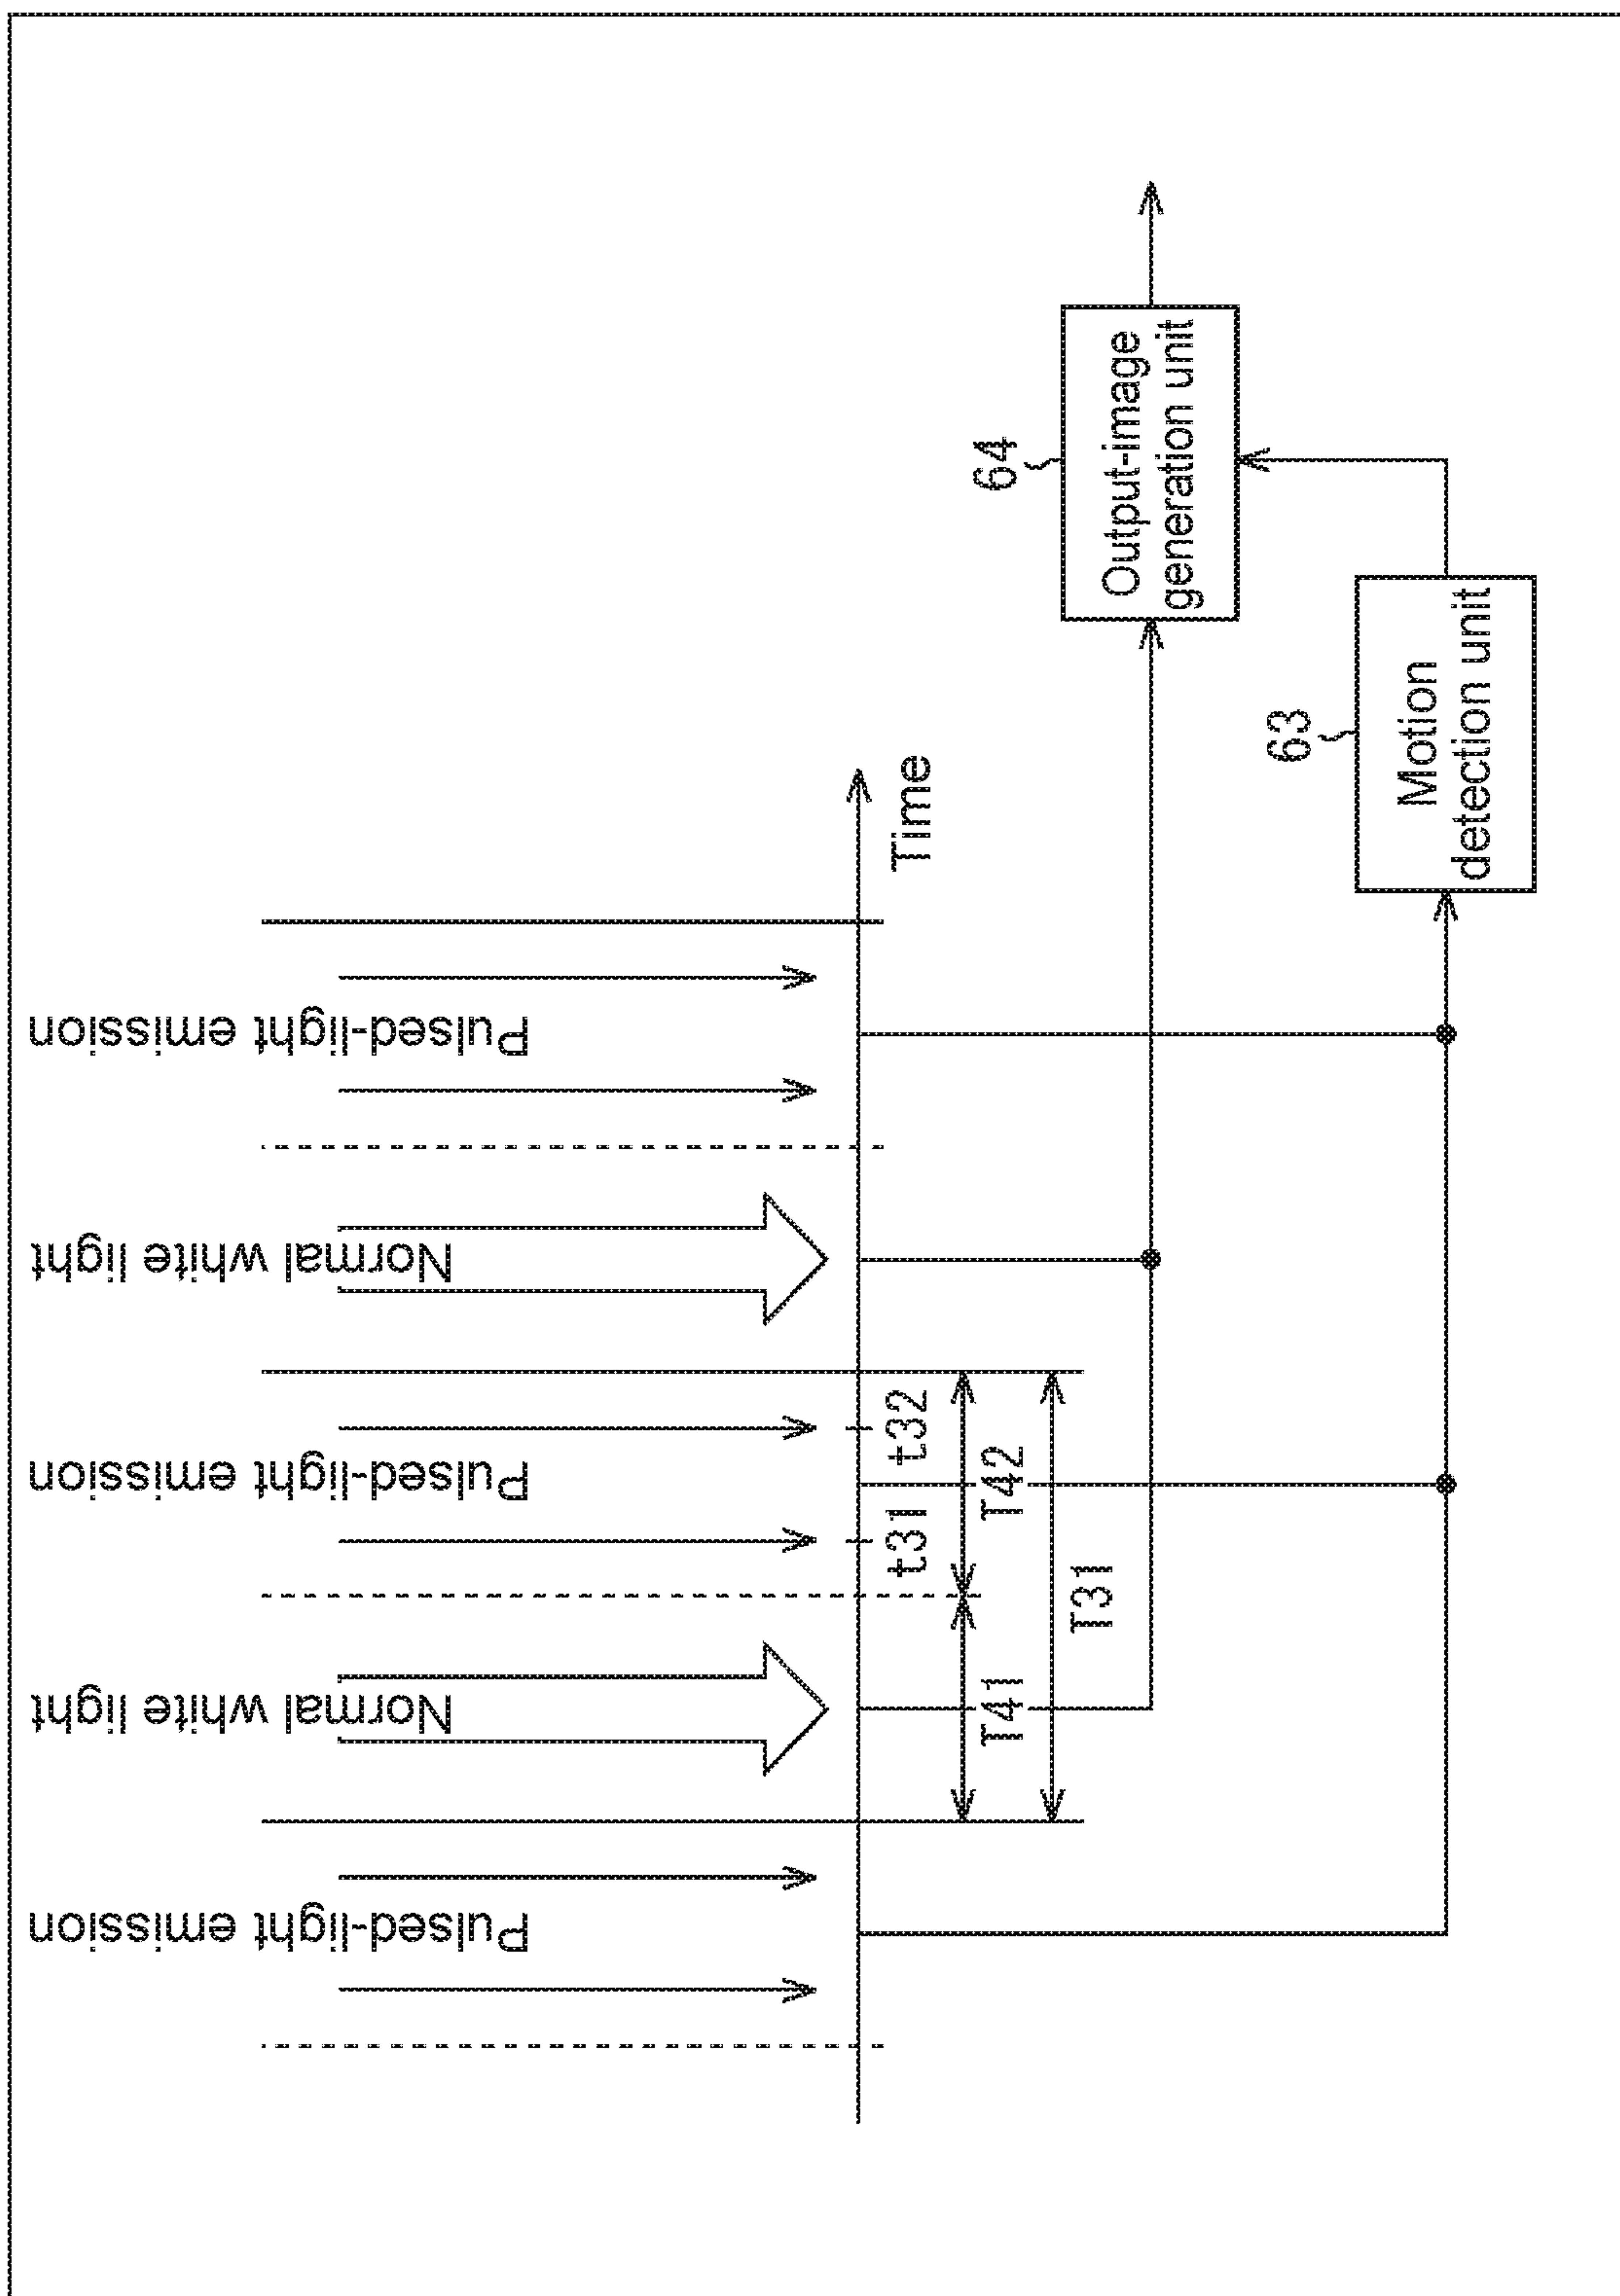 Pulsed-light emission
Normal white light
Pulsed-light emission
Normal white light
Pulsed-light emission
Time
t31
t32
T41
T42
T31
64
Output-image
generation unit
63
Motion
detection unit